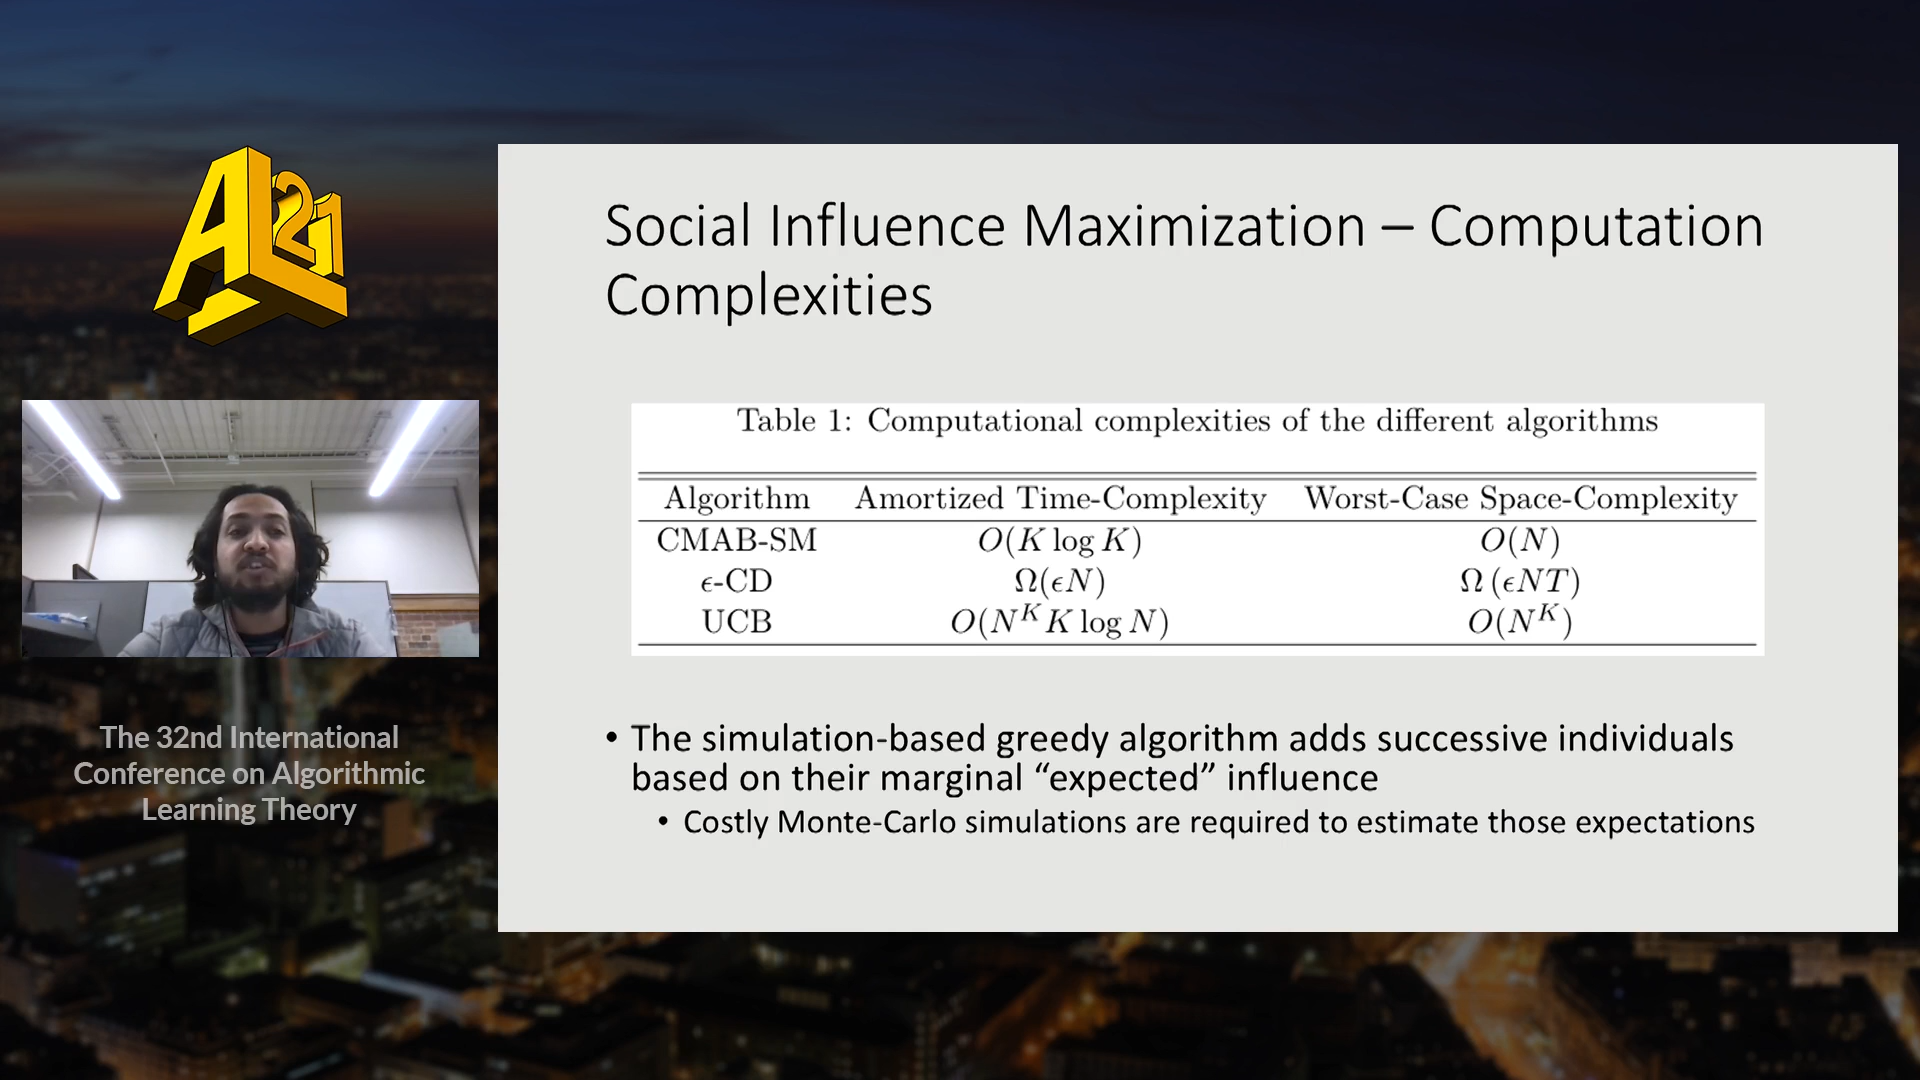 AL
21
The 32nd International
Conference on Algorithmic
Learning Theory
Social Influence Maximization – Computation
Complexities
Table 1: Computational complexities of the different algorithms
Algorithm Amortized Time-Complexity Worst-Case Space-Complexity
CMAB-SM O(K log K) O(N)
ϵ-CD Ω(ϵN) Ω (ϵNT)
UCB O(N^K K log N) O(N^K)
• The simulation-based greedy algorithm adds successive individuals
based on their marginal “expected” influence
• Costly Monte-Carlo simulations are required to estimate those expectations